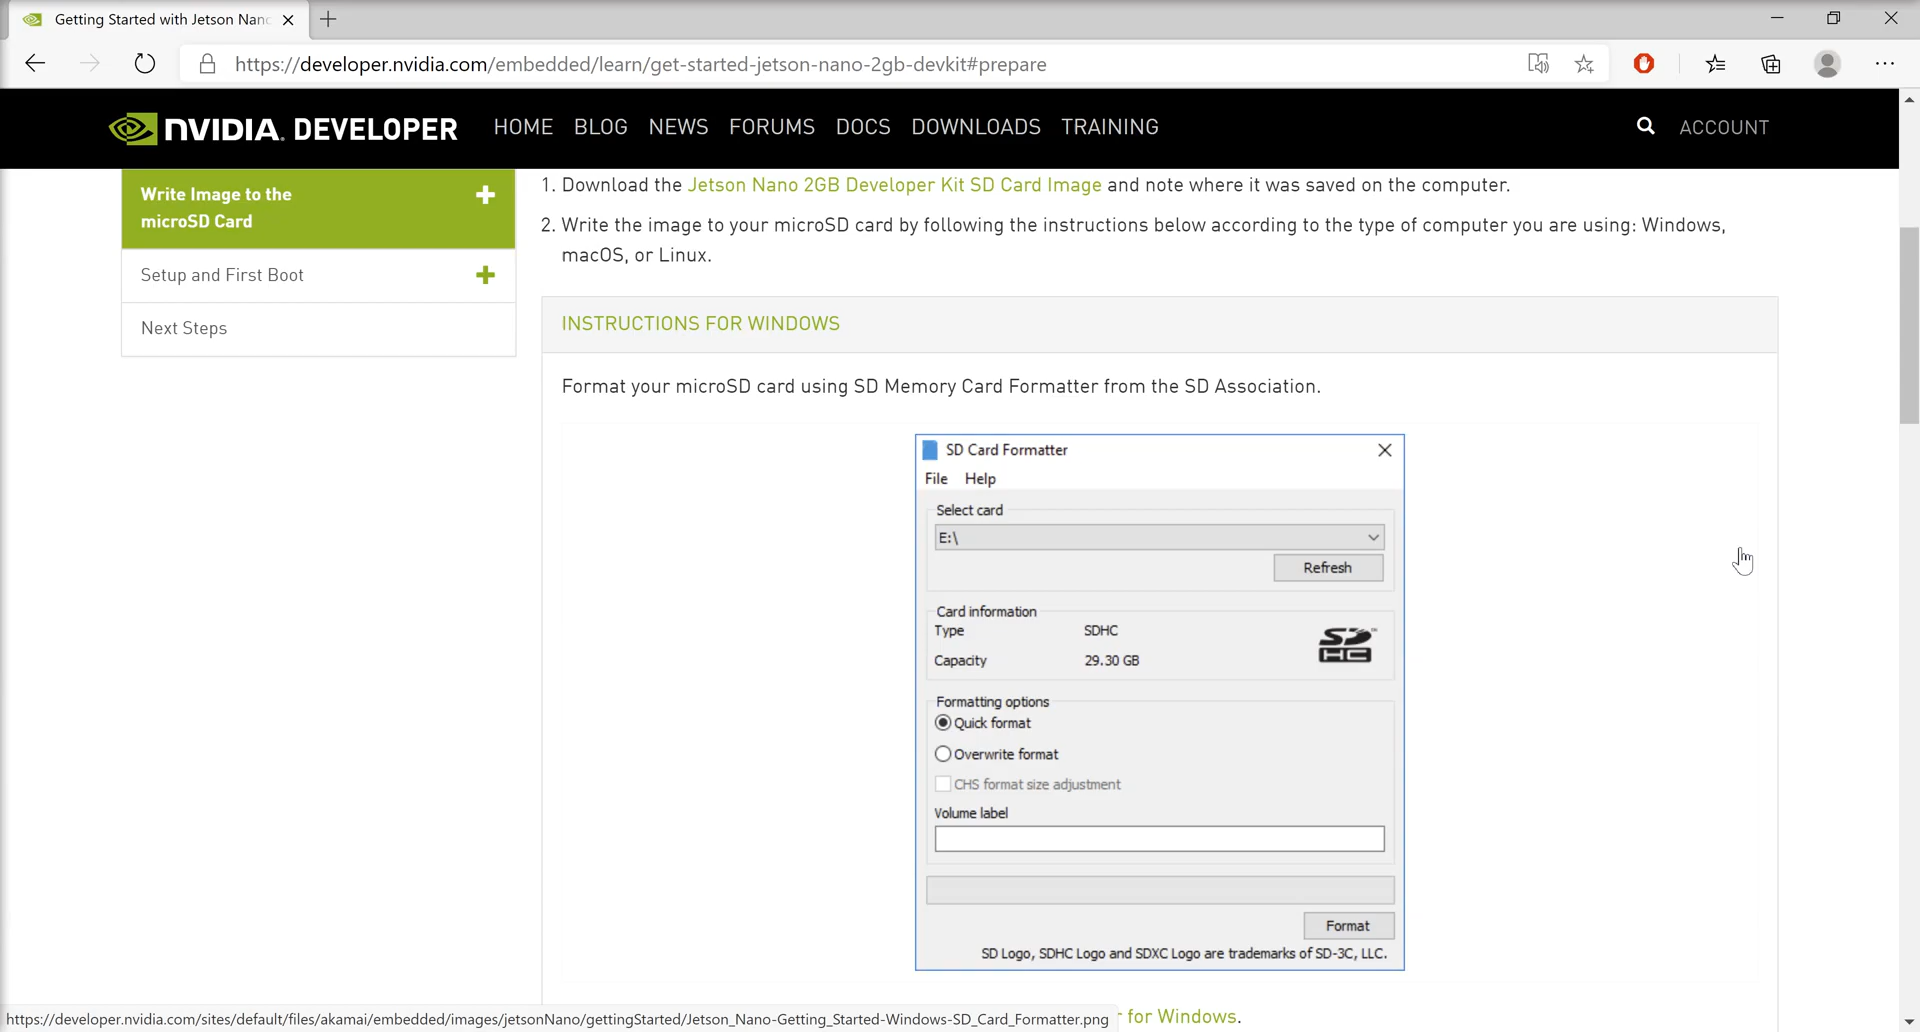 Getting Started with Jetson Nano
https://developer.nvidia.com/embedded/learn/get-started-jetson-nano-2gb-devkit#prepare
NVIDIA. DEVELOPER HOME BLOG NEWS FORUMS DOCS DOWNLOADS TRAINING ACCOUNT
Write Image to the
microSD Card
Setup and First Boot
Next Steps
1. Download the Jetson Nano 2GB Developer Kit SD Card Image and note where it was saved on the computer.
2. Write the image to your microSD card by following the instructions below according to the type of computer you are using: Windows,
macOS, or Linux.
INSTRUCTIONS FOR WINDOWS
Format your microSD card using SD Memory Card Formatter from the SD Association.
SD Card Formatter
File Help
Select card
E:\
Refresh
Card information
Type SDHC
Capacity 29.30 GB
SD HC™
Formatting options
Quick format
Overwrite format
CHS format size adjustment
Volume label
Format
SD Logo, SDHC Logo and SDXC Logo are trademarks of SD-3C, LLC.
for Windows.
https://developer.nvidia.com/sites/default/files/akamai/embedded/images/jetsonNano/gettingStarted/Jetson_Nano-Getting_Started-Windows-SD_Card_Formatter.png